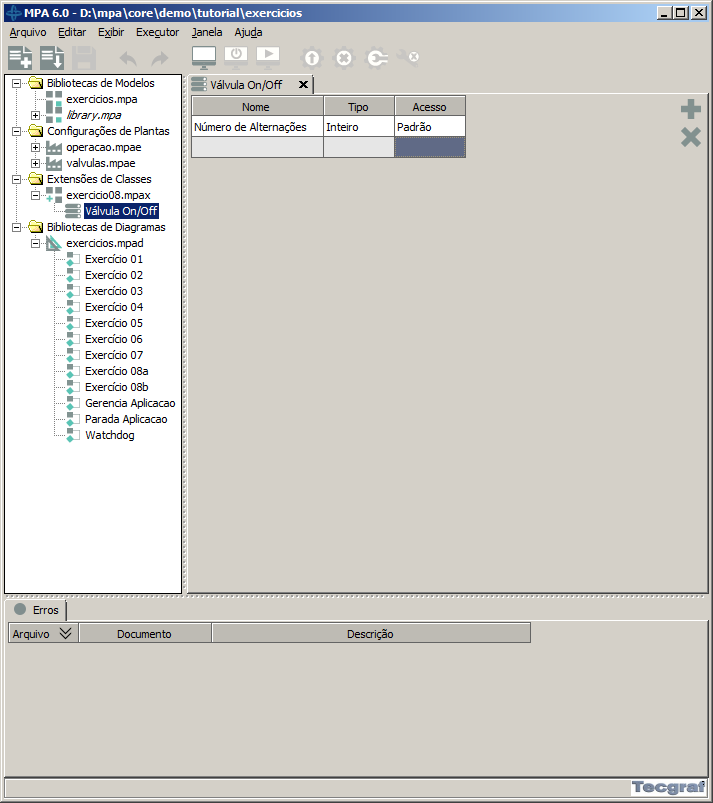 MPA 6.0 - D:\mpa\core\demo\tutorial\exercicios
Arquivo Editar Exibir Executor Janela Ajuda
Bibliotecas de Modelos
exercicios.mpa
library.mpa
Configurações de Plantas
operacao.mpae
valvulas.mpae
Extensões de Classes
exercicio08.mpax
Válvula On/Off
Bibliotecas de Diagramas
exercicios.mpad
Exercício 01
Exercício 02
Exercício 03
Exercício 04
Exercício 05
Exercício 06
Exercício 07
Exercício 08a
Exercício 08b
Gerencia Aplicacao
Parada Aplicacao
Watchdog
Válvula On/Off
Nome Tipo Acesso
Número de Alternações Inteiro Padrão
Erros
Arquivo Documento Descrição
Tecgraf